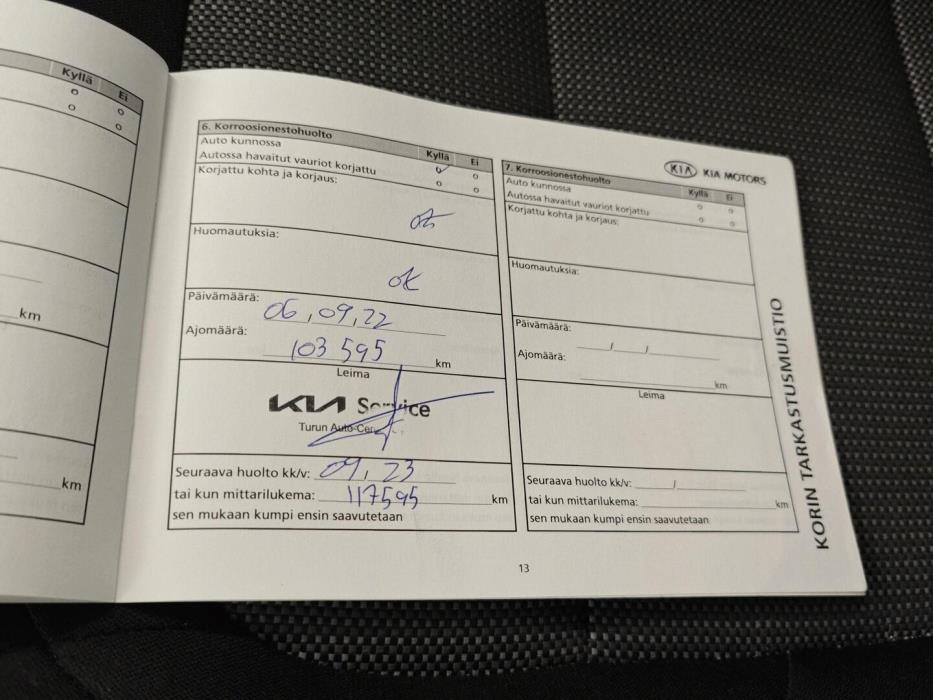 Kyllä Ei
o o
o o
km
km
6. Korroosionestohuolto
Kyllä Ei
Auto kunnossa
Autossa havaitut vauriot korjattu
Korjattu kohta ja korjaus:
ok
Huomautuksia:
ok
Päivämäärä: 06,09,22
Ajomäärä: 103 595 km
Leima
KIA Service
Turun Auto-Cen
Seuraava huolto kk/v: 09, 23
tai kun mittarilukema: 117595 km
sen mukaan kumpi ensin saavutetaan
KIA KIA MOTORS
7. Korroosionestohuolto
Kyllä Ei
Auto kunnossa o o
Autossa havaitut vauriot korjattu o o
Korjattu kohta ja korjaus:
Huomautuksia:
Päivämäärä: / /
Ajomäärä: km
Leima
Seuraava huolto kk/v: /
tai kun mittarilukema: km
sen mukaan kumpi ensin saavutetaan
KORIN TARKASTUSMUISTIO
13